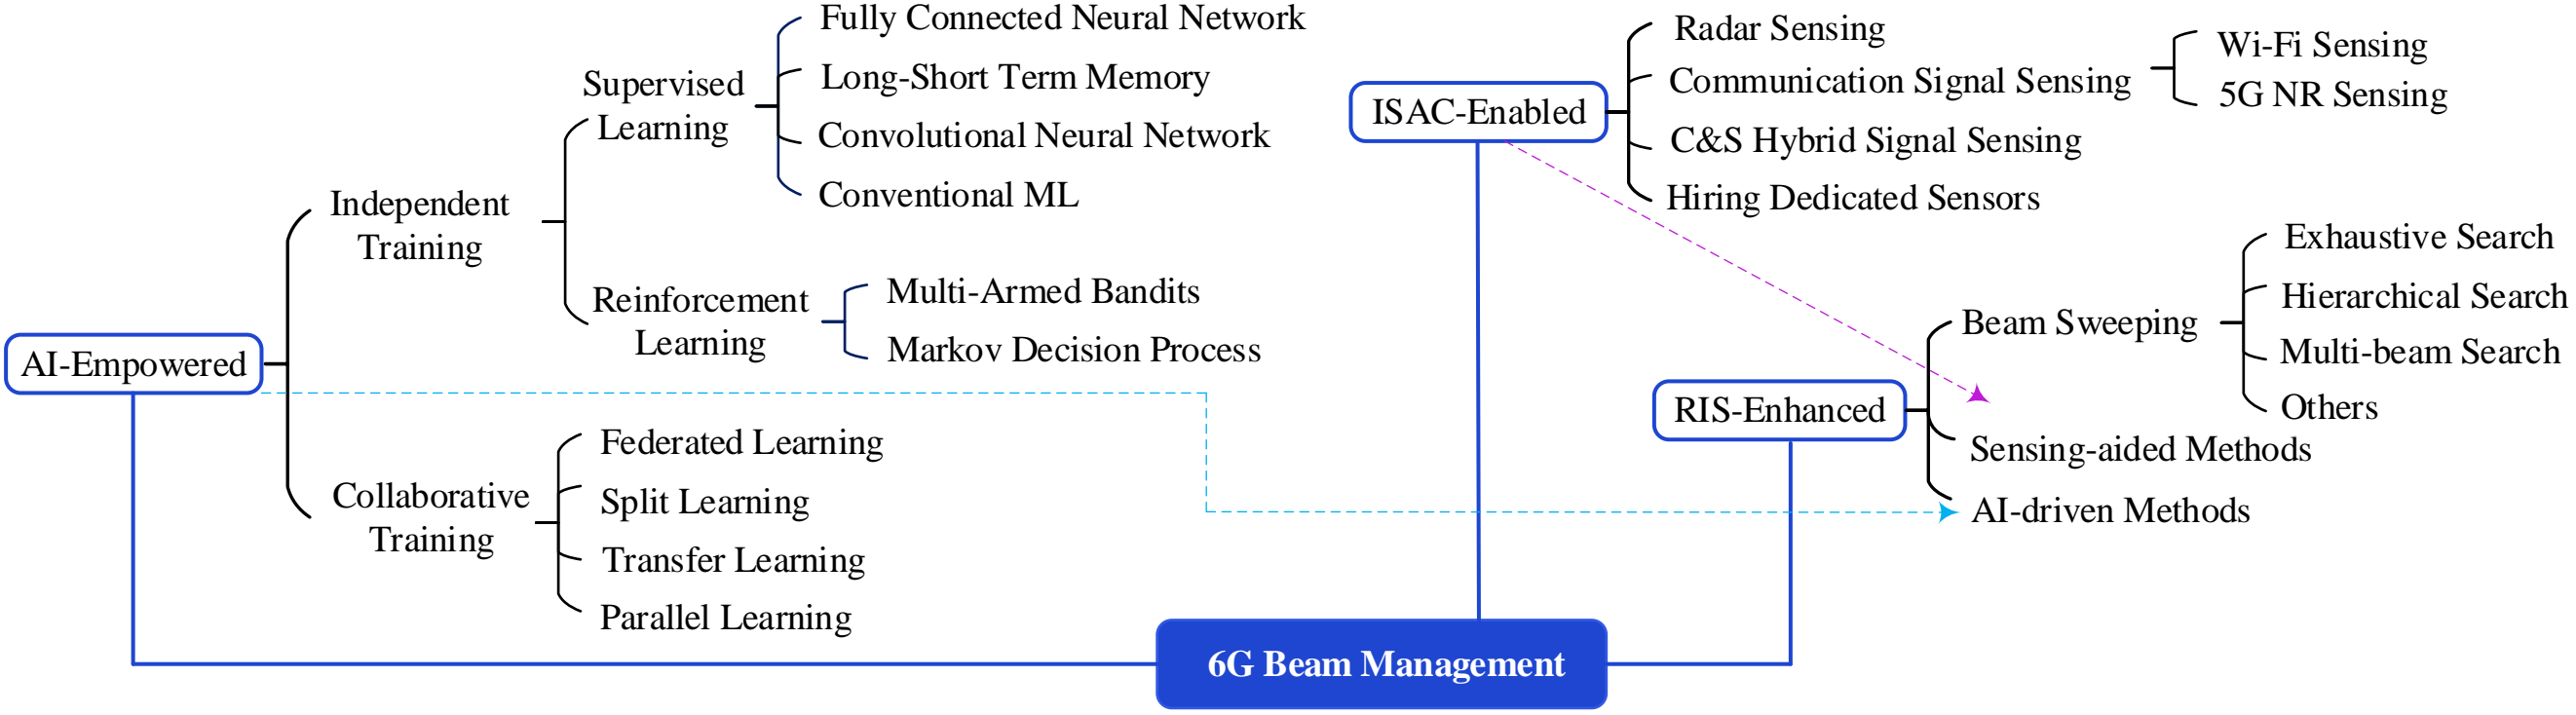 AI-Empowered
Independent
Training
Supervised
Learning
Fully Connected Neural Network
Long-Short Term Memory
Convolutional Neural Network
Conventional ML
Reinforcement
Learning
Multi-Armed Bandits
Markov Decision Process
Collaborative
Training
Federated Learning
Split Learning
Transfer Learning
Parallel Learning
ISAC-Enabled
Radar Sensing
Communication Signal Sensing
Wi-Fi Sensing
5G NR Sensing
C&S Hybrid Signal Sensing
Hiring Dedicated Sensors
RIS-Enhanced
Beam Sweeping
Exhaustive Search
Hierarchical Search
Multi-beam Search
Others
Sensing-aided Methods
AI-driven Methods
6G Beam Management